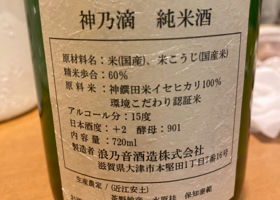 神乃滴 純米酒
原材料名：米(国産)、米こうじ(国産米)
精米歩合：60％
原料米：神饌田米イセヒカリ100％
環境こだわり認証米
アルコール分：15度
日本酒度：＋2 酵母：901
内容量：720ml
製造者 浪乃音酒造株式会社
滋賀県大津市本堅田1丁目7番16号
生産農家／(近江安土)